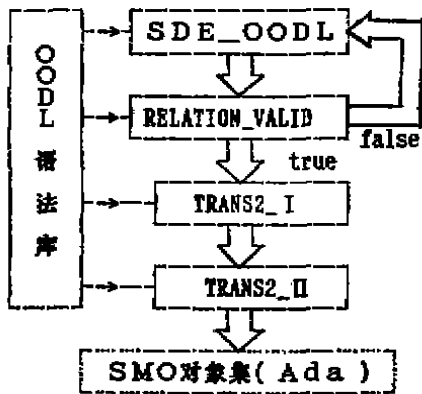 OODL语法库
SDE_OODL
RELATION_VALID
false
true
TRANS2_I
TRANS2_II
SMO对象集(Ada)